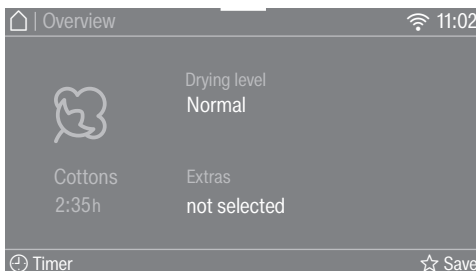 | Overview 11:02
Drying level
Normal
Cottons
2:35h
Extras
not selected
Timer Save